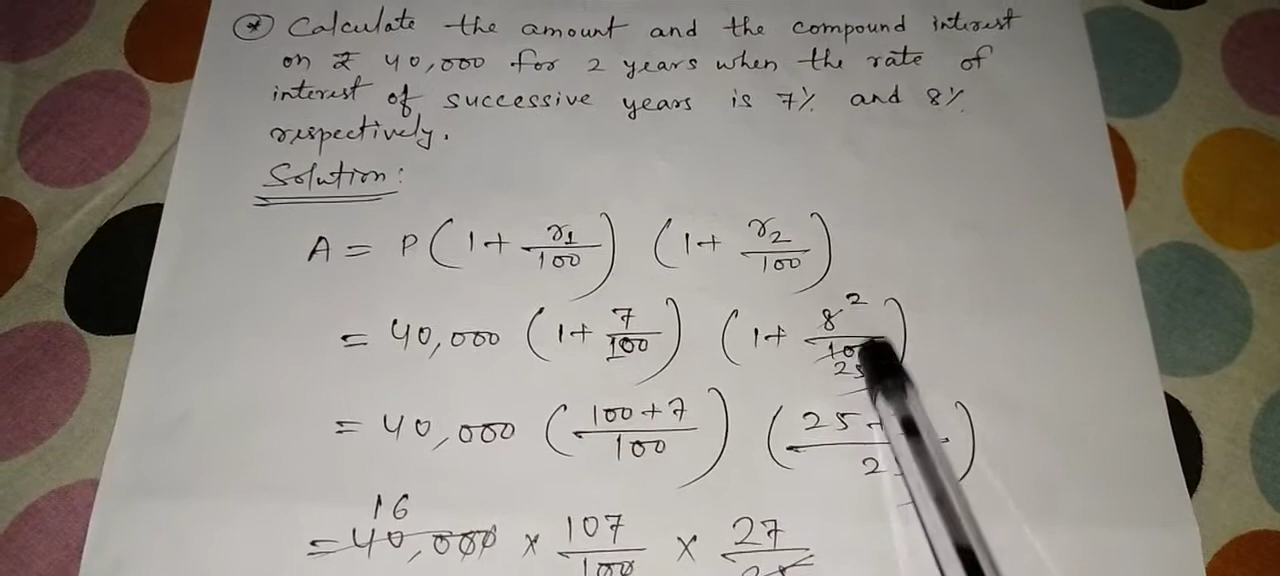 * Calculate the amount and the compound interest
on ₹ 40,000 for 2 years when the rate of
interest of successive years is 7% and 8%
respectively.
Solution:
A = P(1+ r1/100) (1+ r2/100)
= 40,000 (1+ 7/100) (1+ 8/100) 2
= 40,000 (100+7/100) (25+
16
= 40,000 × 107/100 × 27/